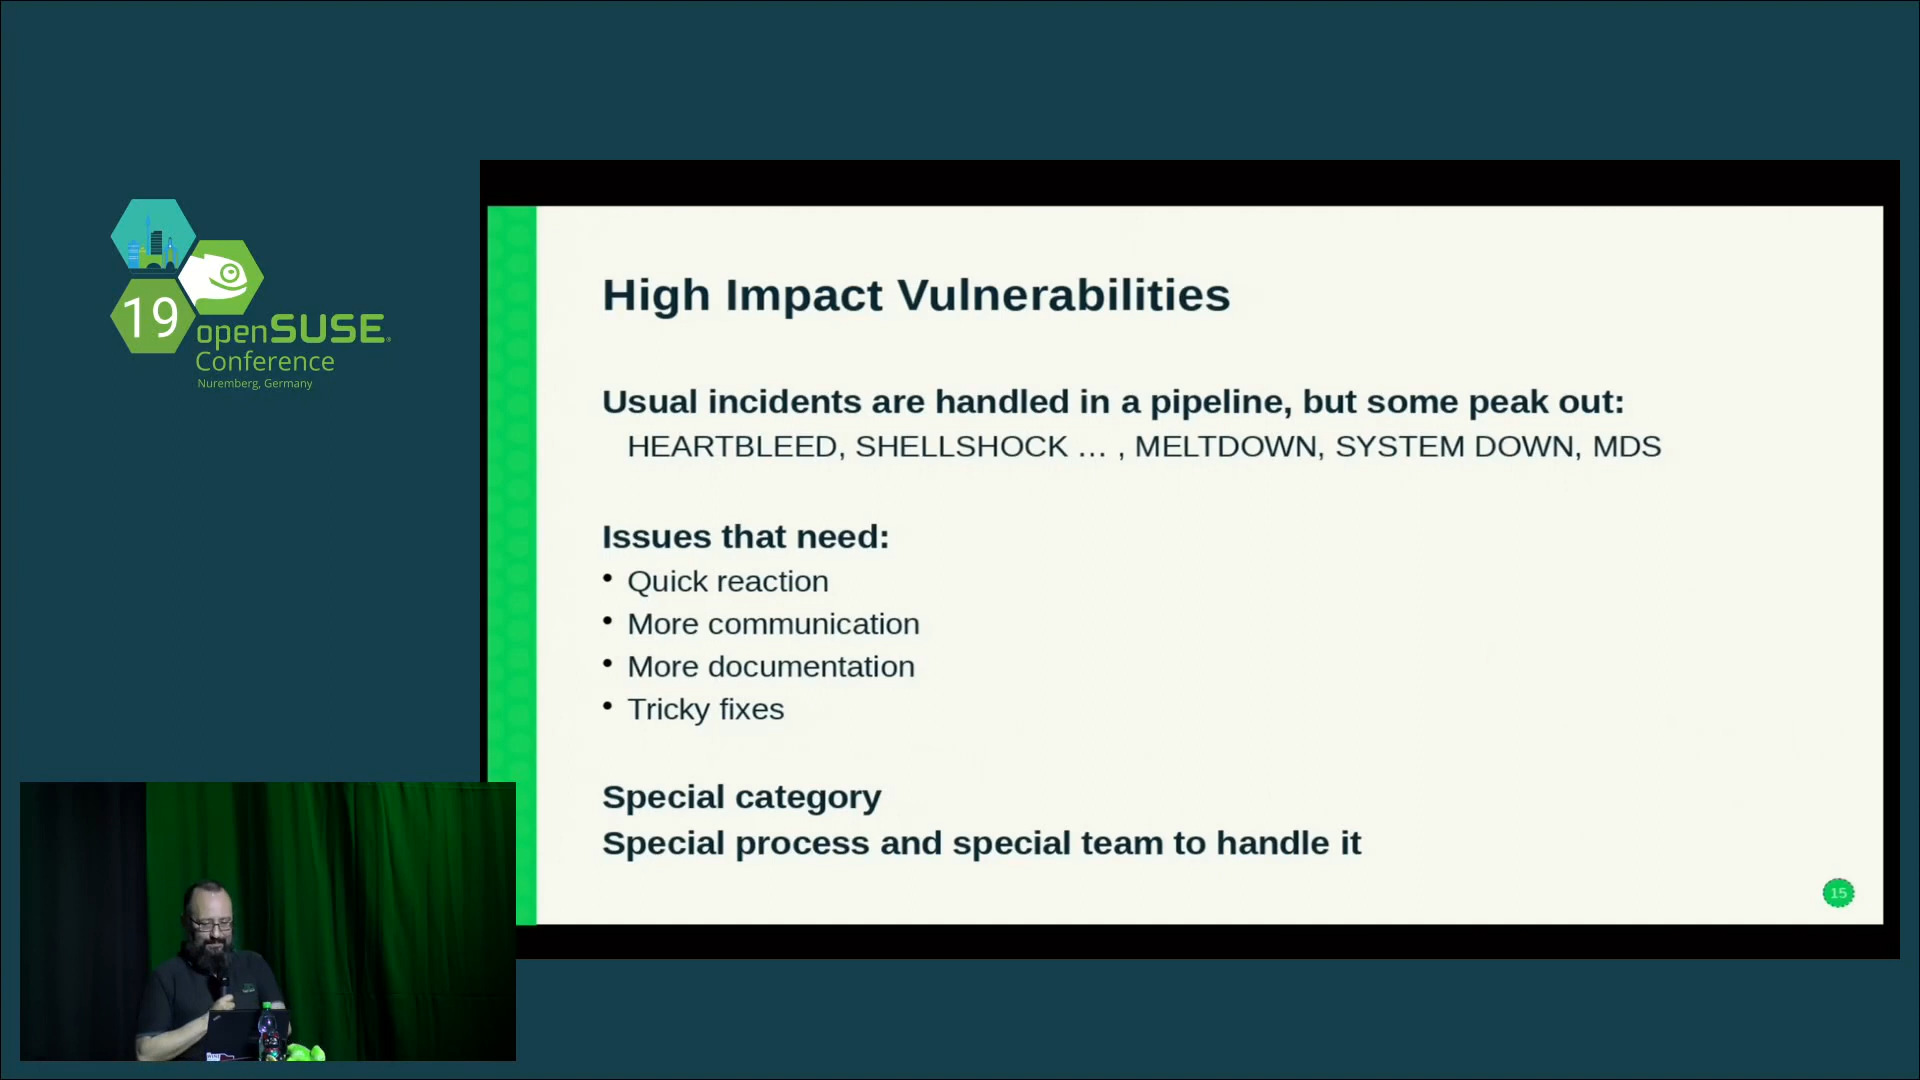 19
openSUSE
Conference
Nuremberg, Germany
High Impact Vulnerabilities
Usual incidents are handled in a pipeline, but some peak out:
HEARTBLEED, SHELLSHOCK … , MELTDOWN, SYSTEM DOWN, MDS
Issues that need:
• Quick reaction
• More communication
• More documentation
• Tricky fixes
Special category
Special process and special team to handle it
15